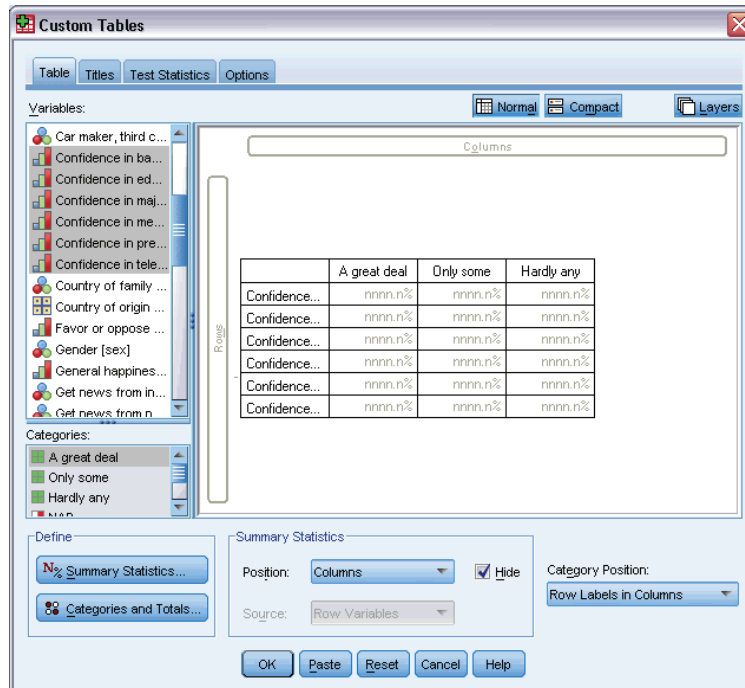 Custom Tables
Table Titles Test Statistics Options
Variables: Normal Compact Layers
Car maker, third c...
Confidence in ba...
Confidence in ed...
Confidence in maj...
Confidence in me...
Confidence in pre...
Confidence in tele...
Country of family ...
Country of origin ...
Favor or oppose ...
Gender [sex]
General happines...
Get news from in...
Get news from n...
Categories:
A great deal
Only some
Hardly any
NAP
Columns
Rows
A great deal Only some Hardly any
Confidence... nnnn.n% nnnn.n% nnnn.n%
Confidence... nnnn.n% nnnn.n% nnnn.n%
Confidence... nnnn.n% nnnn.n% nnnn.n%
Confidence... nnnn.n% nnnn.n% nnnn.n%
Confidence... nnnn.n% nnnn.n% nnnn.n%
Confidence... nnnn.n% nnnn.n% nnnn.n%
Define
N% Summary Statistics...
Categories and Totals...
Summary Statistics
Position: Columns Hide
Source: Row Variables
Category Position:
Row Labels in Columns
OK Paste Reset Cancel Help